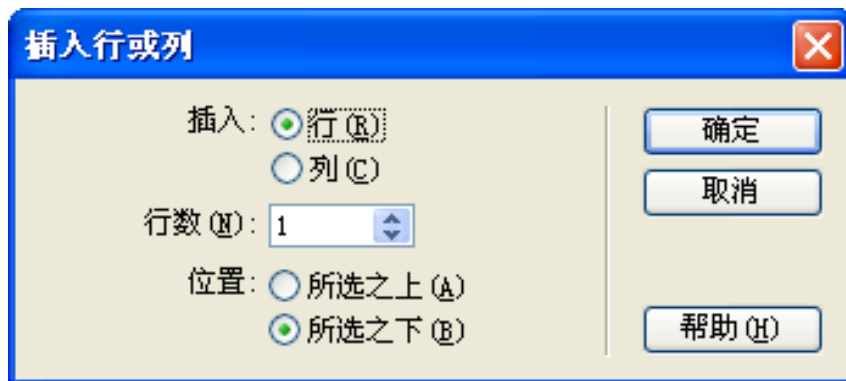 插入行或列
插入: 行(R)
列(C)
行数(N): 1
位置: 所选之上(A)
所选之下(B)
确定
取消
帮助(H)